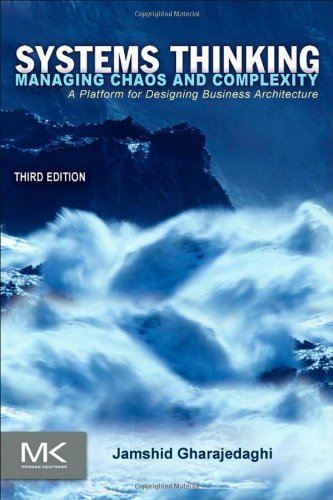 SYSTEMS THINKING
MANAGING CHAOS AND COMPLEXITY
A Platform for Designing Business Architecture
THIRD EDITION
MK
MORGAN KAUFMANN
Jamshid Gharajedaghi